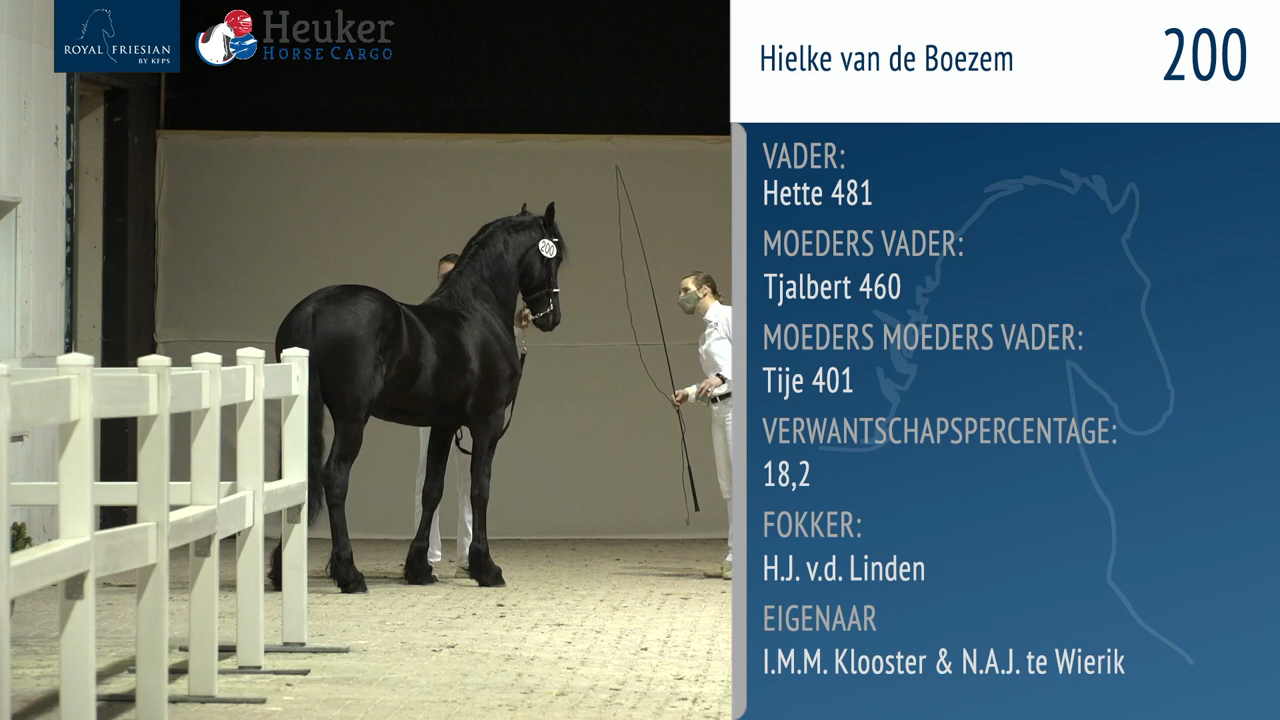 ROYAL FRIESIAN
BY KFPS
Heuker
HORSE CARGO
200
Hielke van de Boezem
200
VADER:
Hette 481
MOEDERS VADER:
Tjalbert 460
MOEDERS MOEDERS VADER:
Tije 401
VERWANTSCHAPSPERCENTAGE:
18,2
FOKKER:
H.J. v.d. Linden
EIGENAAR
I.M.M. Klooster & N.A.J. te Wierik